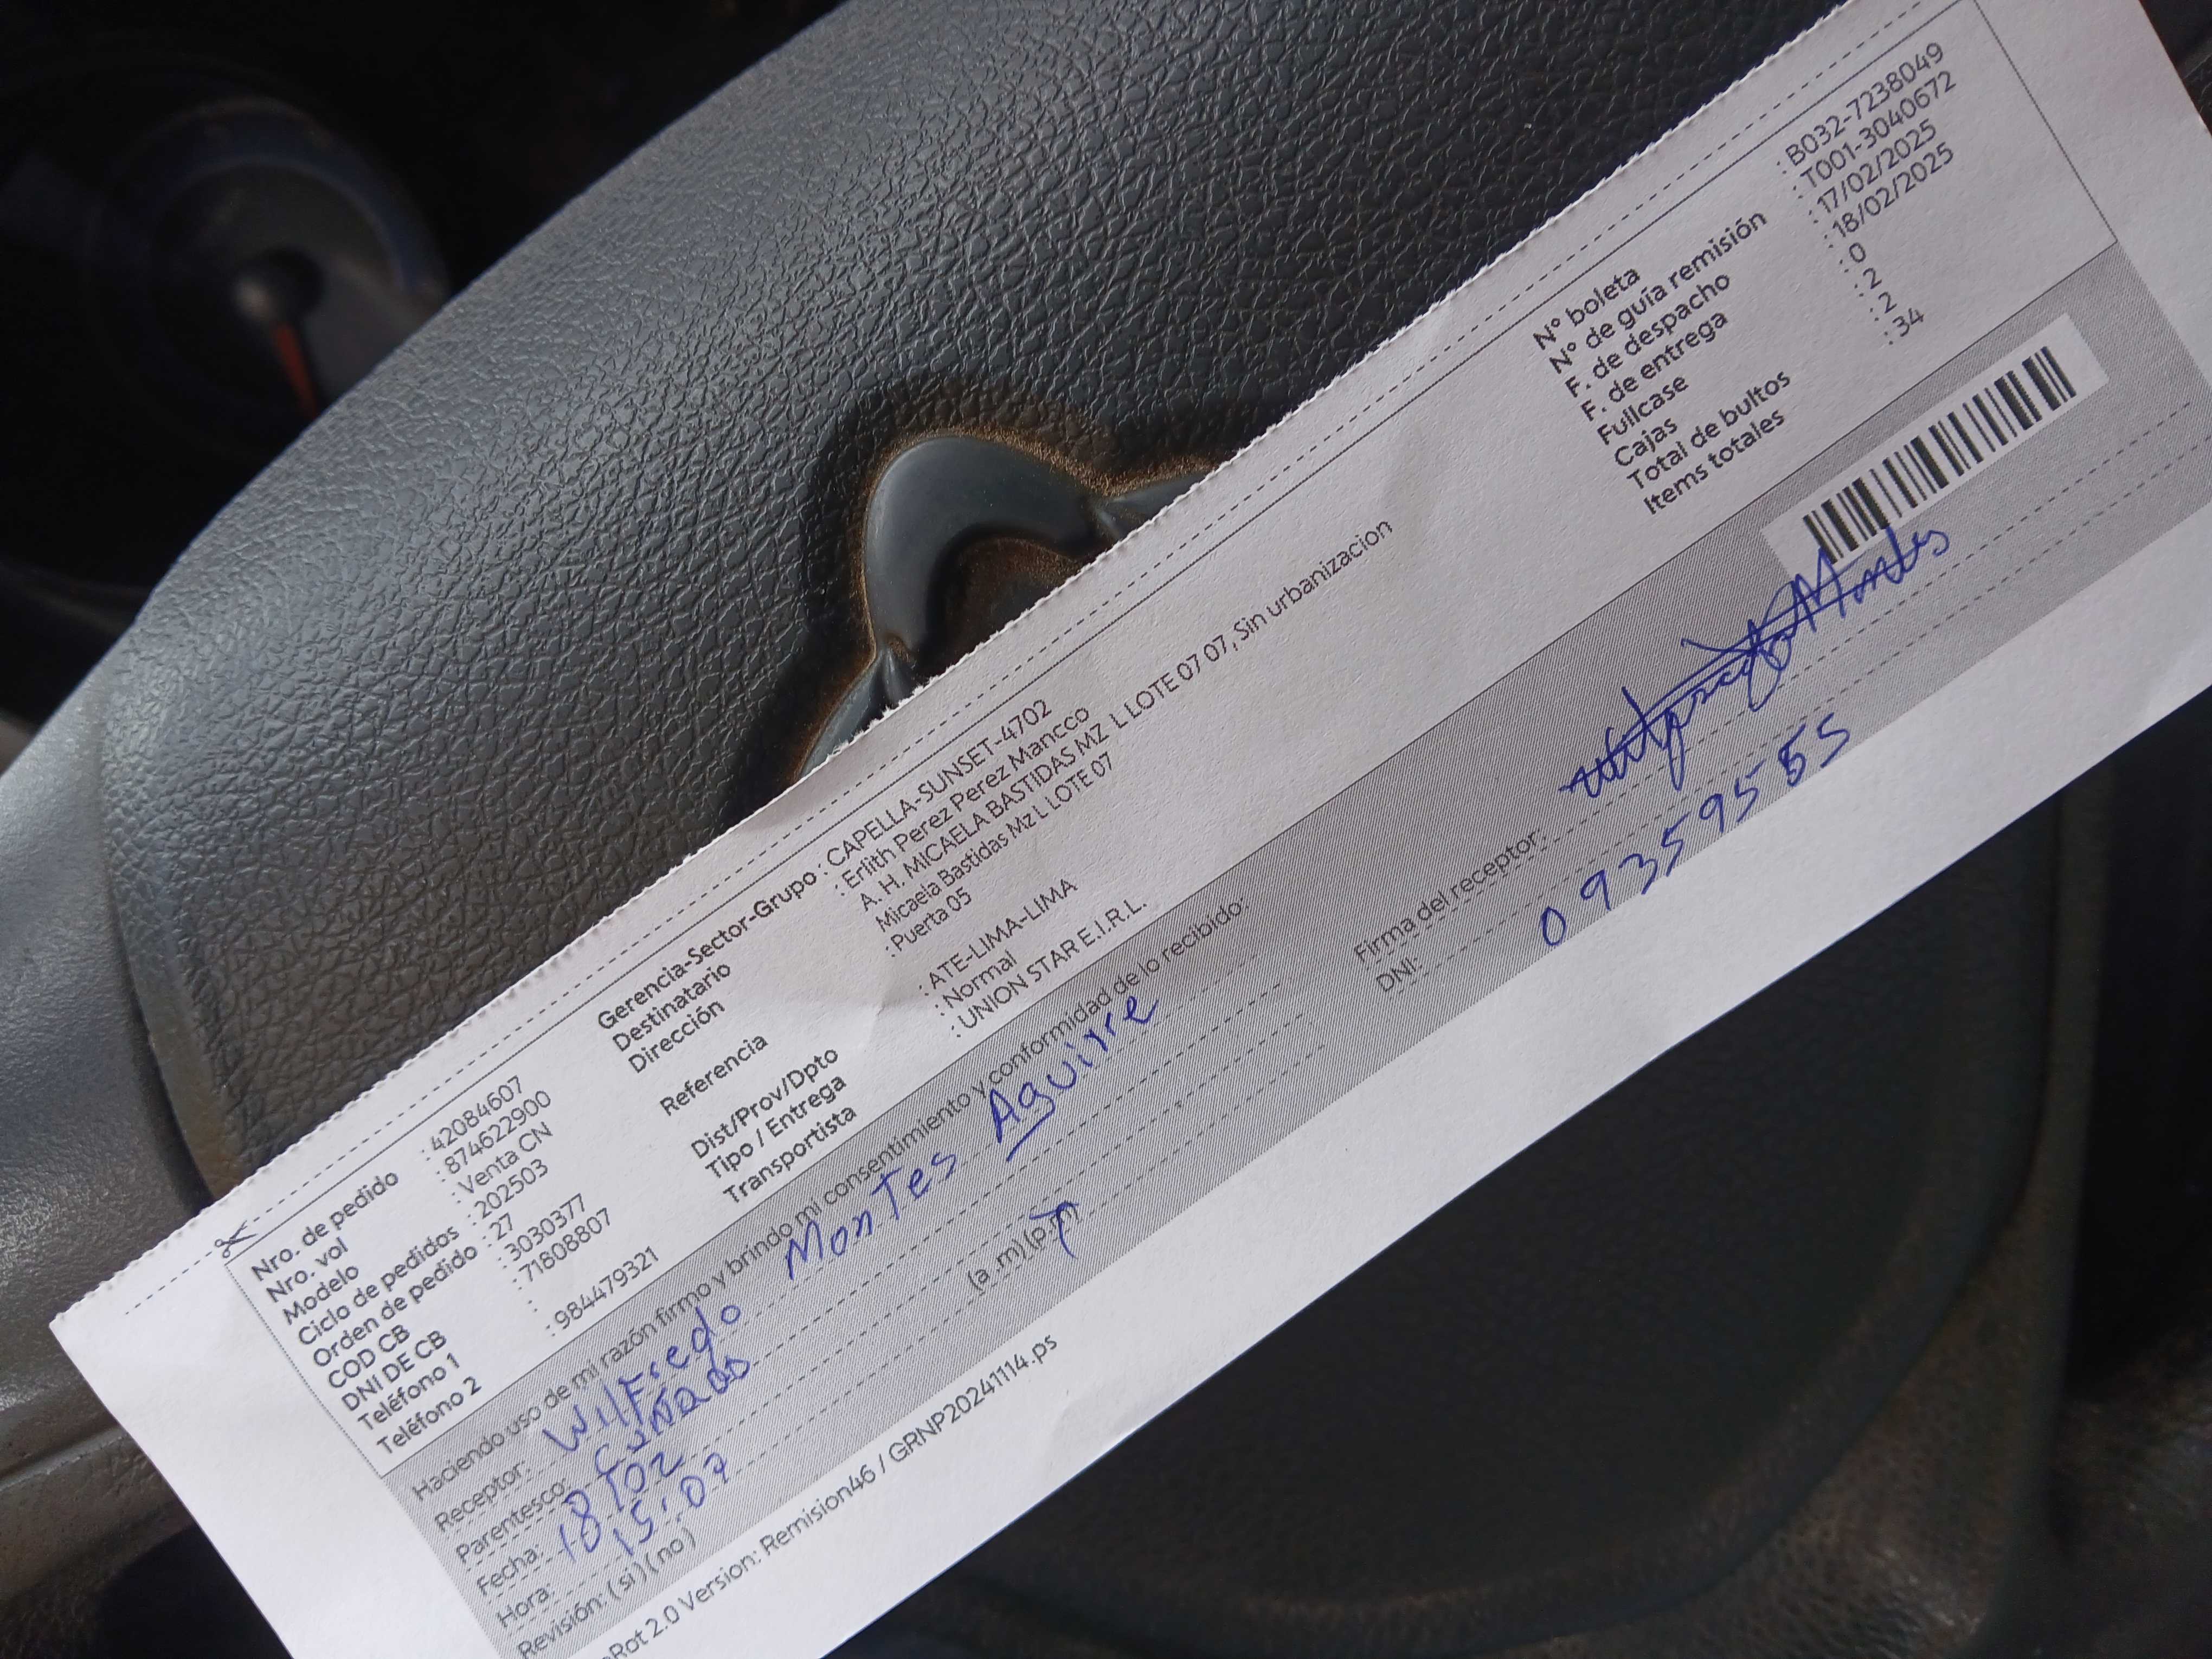 Nro. de pedido : 42084607
Nro. vol : 874622900
Modelo : Venta CN
Ciclo de pedidos : 202503
Orden de pedido : 27
COD CB : 3030377
DNI DE CB : 71808807
Teléfono 1 :
Teléfono 2 : 984479321
Gerencia-Sector-Grupo : CAPELLA-SUNSET-4702
Destinatario : Erlith Perez Perez Mancco
Dirección A. H. MICAELA BASTIDAS MZ L LOTE 07 07, Sin urbanizacion
Micaela Bastidas Mz L LOTE 07
Referencia : Puerta 05
Dist/Prov/Dpto : ATE-LIMA-LIMA
Tipo / Entrega : Normal
Transportista : UNION STAR E.I.R.L.
N° boleta : B032-7238049
N° de guía remisión : T001-3040672
F. de despacho : 17/02/2025
F. de entrega : 18/02/2025
Fullcase : 0
Cajas : 2
Total de bultos : 2
Items totales : 34
Haciendo uso de mi razón firmo y brindo mi consentimiento y conformidad de lo recibido:
Receptor: Wilfredo Montes Aguirre
Parentesco: Cuñado
Fecha: 18/02
Hora: 15:07 (a .m) (p.m)
Revisión: ( si ) ( no )
Firma del receptor:
DNI: 093595555
Rot 2.0 Version: Remision46 / GRNP20241114.ps